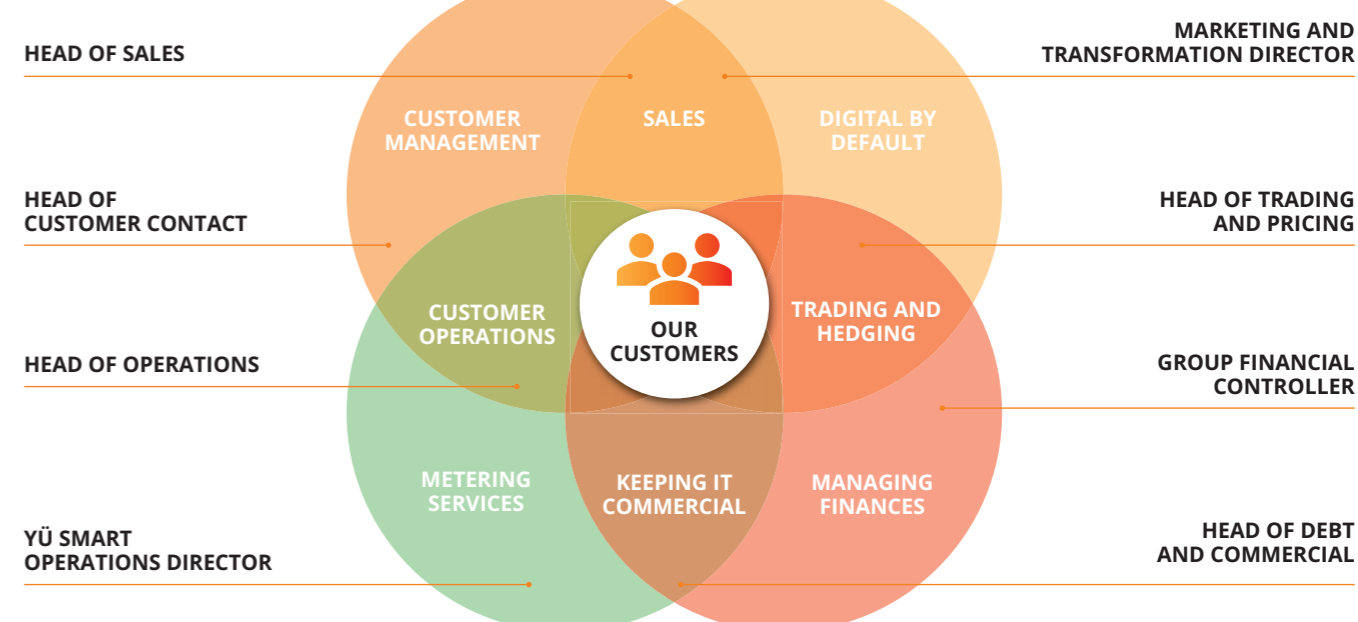 HEAD OF SALES
MARKETING AND
TRANSFORMATION DIRECTOR
CUSTOMER
MANAGEMENT
SALES
DIGITAL BY
DEFAULT
HEAD OF
CUSTOMER CONTACT
HEAD OF TRADING
AND PRICING
CUSTOMER
OPERATIONS
OUR
CUSTOMERS
TRADING AND
HEDGING
HEAD OF OPERATIONS
GROUP FINANCIAL
CONTROLLER
METERING
SERVICES
KEEPING IT
COMMERCIAL
MANAGING
FINANCES
YÜ SMART
OPERATIONS DIRECTOR
HEAD OF DEBT
AND COMMERCIAL